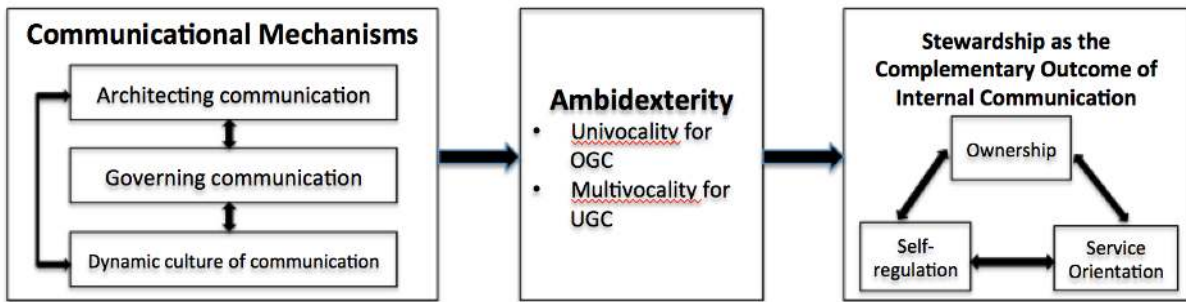 Communicational Mechanisms
Architecting communication
Governing communication
Dynamic culture of communication
Ambidexterity
• Univocality for
OGC
• Multivocality for
UGC
Stewardship as the
Complementary Outcome of
Internal Communication
Ownership
Self-
regulation
Service
Orientation